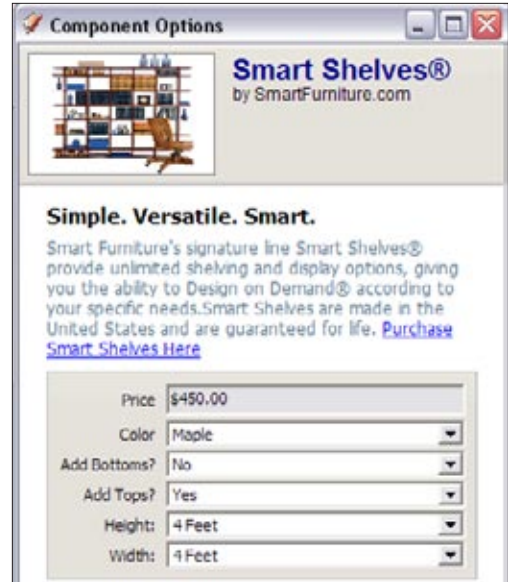 Component Options
Smart Shelves®
by SmartFurniture.com
Simple. Versatile. Smart.
Smart Furniture's signature line Smart Shelves®
provide unlimited shelving and display options, giving
you the ability to Design on Demand® according to
your specific needs.Smart Shelves are made in the
United States and are guaranteed for life. Purchase
Smart Shelves Here
Price $450.00
Color Maple
Add Bottoms? No
Add Tops? Yes
Height: 4 Feet
Width: 4 Feet